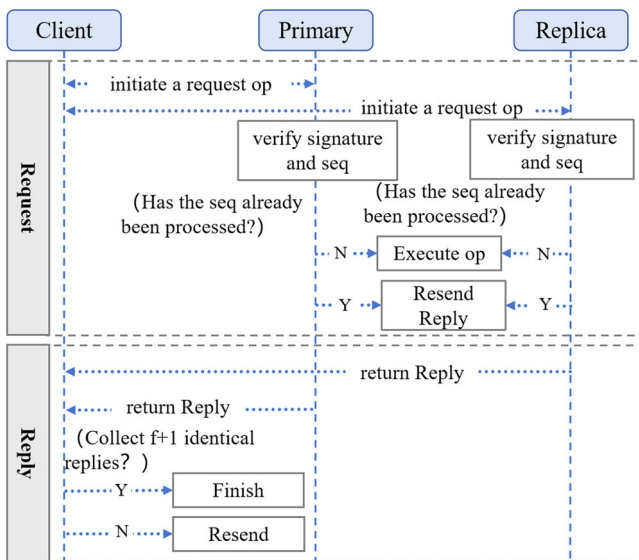 Client
Primary
Replica
Request
initiate a request op
initiate a request op
verify signature
and seq
verify signature
and seq
(Has the seq already
been processed?)
(Has the seq already
been processed?)
N
Execute op
N
Y
Resend
Reply
Y
Reply
return Reply
return Reply
(Collect f+1 identical
replies? )
Y
Finish
N
Resend